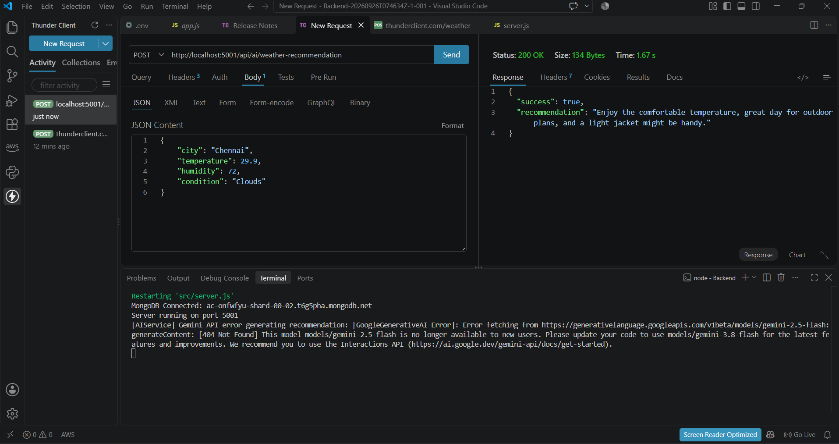 File Edit Selection View Go Run Terminal Help
New Request - Backend-20260926T074634Z-1-001 - Visual Studio Code
Thunder Client
.env
JS app.js
TG Release Notes
TC New Request
POS thunderclient.com/weather
JS server.js
New Request
Activity Collections En
filter activity
POST localhost:5001/...
just now
POST thunderclient.c...
12 mins ago
POST http://localhost:5001/api/ai/weather-recommendation Send
Query Headers 3 Auth Body 1 Tests Pre Run
JSON XML Text Form Form-encode GraphQL Binary
JSON Content Format
1 {
2 "city": "Chennai",
3 "temperature": 29.9,
4 "humidity": 72,
5 "condition": "Clouds"
6 }
Status: 200 OK Size: 134 Bytes Time: 1.67 s
Response Headers 7 Cookies Results Docs
1 {
2 "success": true,
3 "recommendation": "Enjoy the comfortable temperature, great day for outdoor
plans, and a light jacket might be handy."
4 }
Response Chart
Problems Output Debug Console Terminal Ports
node - Backend
Restarting 'src/server.js'
MongoDB Connected: ac-onfwfyu-shard-00-02.t6g5pha.mongodb.net
Server running on port 5001
[AIService] Gemini API error generating recommendation: [GoogleGenerativeAI Error]: Error fetching from https://generativelanguage.googleapis.com/v1beta/models/gemini-2.5-flash:
generateContent: [404 Not Found] This model models/gemini-2.5-flash is no longer available to new users. Please update your code to use models/gemini-3.8-flash for the latest fe
atures and improvements. We recommend you to use the Interactions API (https://ai.google.dev/gemini-api/docs/get-started).
aws
0 0 AWS
Screen Reader Optimized
Go Live